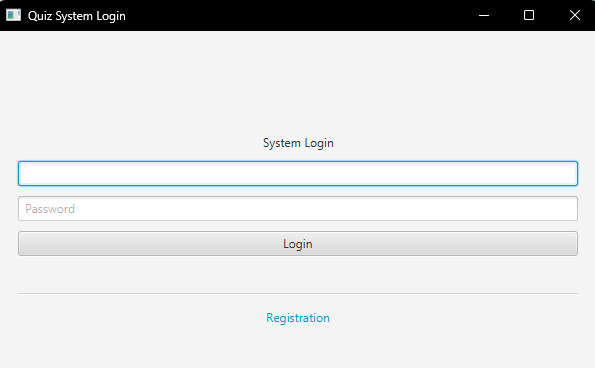 Quiz System Login
System Login
Password
Login
Registration